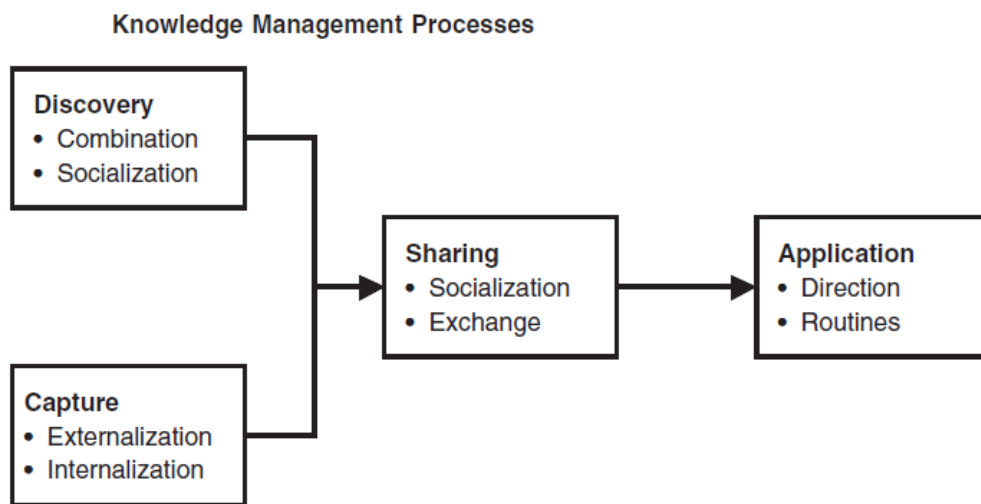 Knowledge Management Processes
Discovery
• Combination
• Socialization
Capture
• Externalization
• Internalization
Sharing
• Socialization
• Exchange
Application
• Direction
• Routines